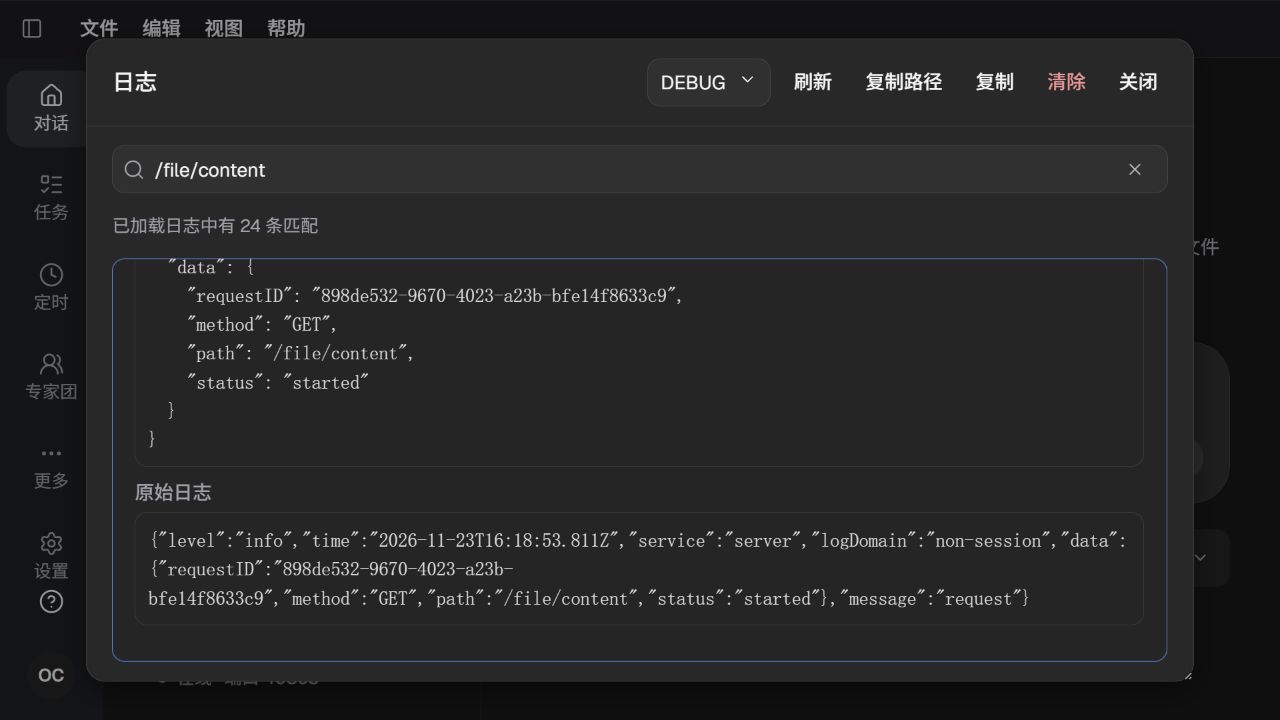 文件 编辑 视图 帮助
日志
DEBUG 刷新 复制路径 复制 清除 关闭
对话
/file/content
任务
已加载日志中有 24 条匹配
文件
定时
专家团
更多
设置
OC
"data": {
"requestID": "898de532-9670-4023-a23b-bfe14f8633c9",
"method": "GET",
"path": "/file/content",
"status": "started"
}
}
原始日志
{"level":"info","time":"2026-11-23T16:18:53.811Z","service":"server","logDomain":"non-session","data":
{"requestID":"898de532-9670-4023-a23b-
bfe14f8633c9","method":"GET","path":"/file/content","status":"started"},"message":"request"}